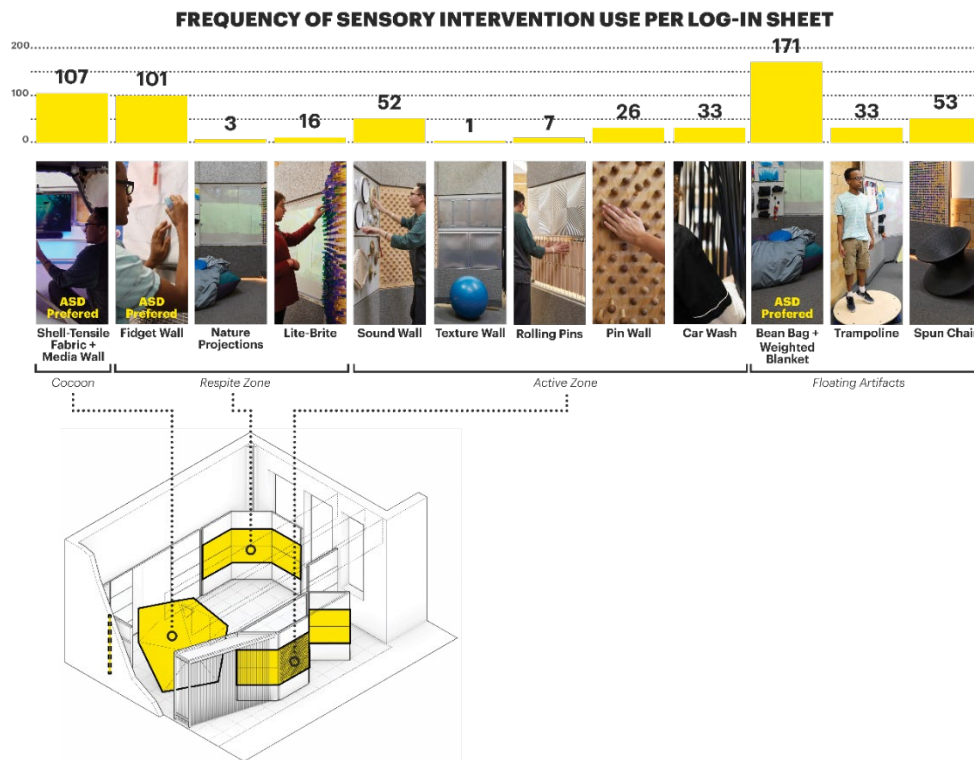 FREQUENCY OF SENSORY INTERVENTION USE PER LOG-IN SHEET
200
100
0
107
101
3
16
52
1
7
26
33
171
33
53
ASD
Prefered
ASD
Prefered
ASD
Prefered
Shell-Tensile
Fabric +
Media Wall
Fidget Wall
Nature
Projections
Lite-Brite
Sound Wall
Texture Wall
Rolling Pins
Pin Wall
Car Wash
Bean Bag +
Weighted
Blanket
Trampoline
Spun Chair
Cocoon
Respite Zone
Active Zone
Floating Artifacts